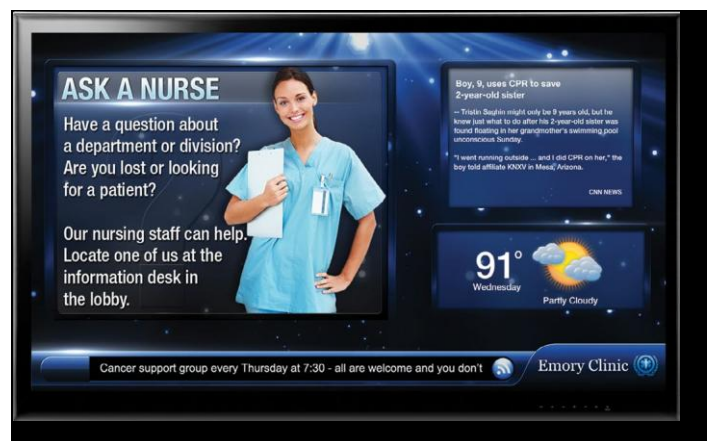 ASK A NURSE
Have a question about
a department or division?
Are you lost or looking
for a patient?
Our nursing staff can help.
Locate one of us at the
information desk in
the lobby.
Boy, 9, uses CPR to save
2-year-old sister
-- Tristin Saghin might only be 9 years old, but he
knew just what to do after his 2-year-old sister was
found floating in her grandmother's swimming pool
unconscious Sunday.
"I went running outside ... and I did CPR on her," the
boy told affiliate KNXV in Mesa, Arizona.
CNN NEWS
91°
Wednesday
Partly Cloudy
Cancer support group every Thursday at 7:30 - all are welcome and you don't
Emory Clinic